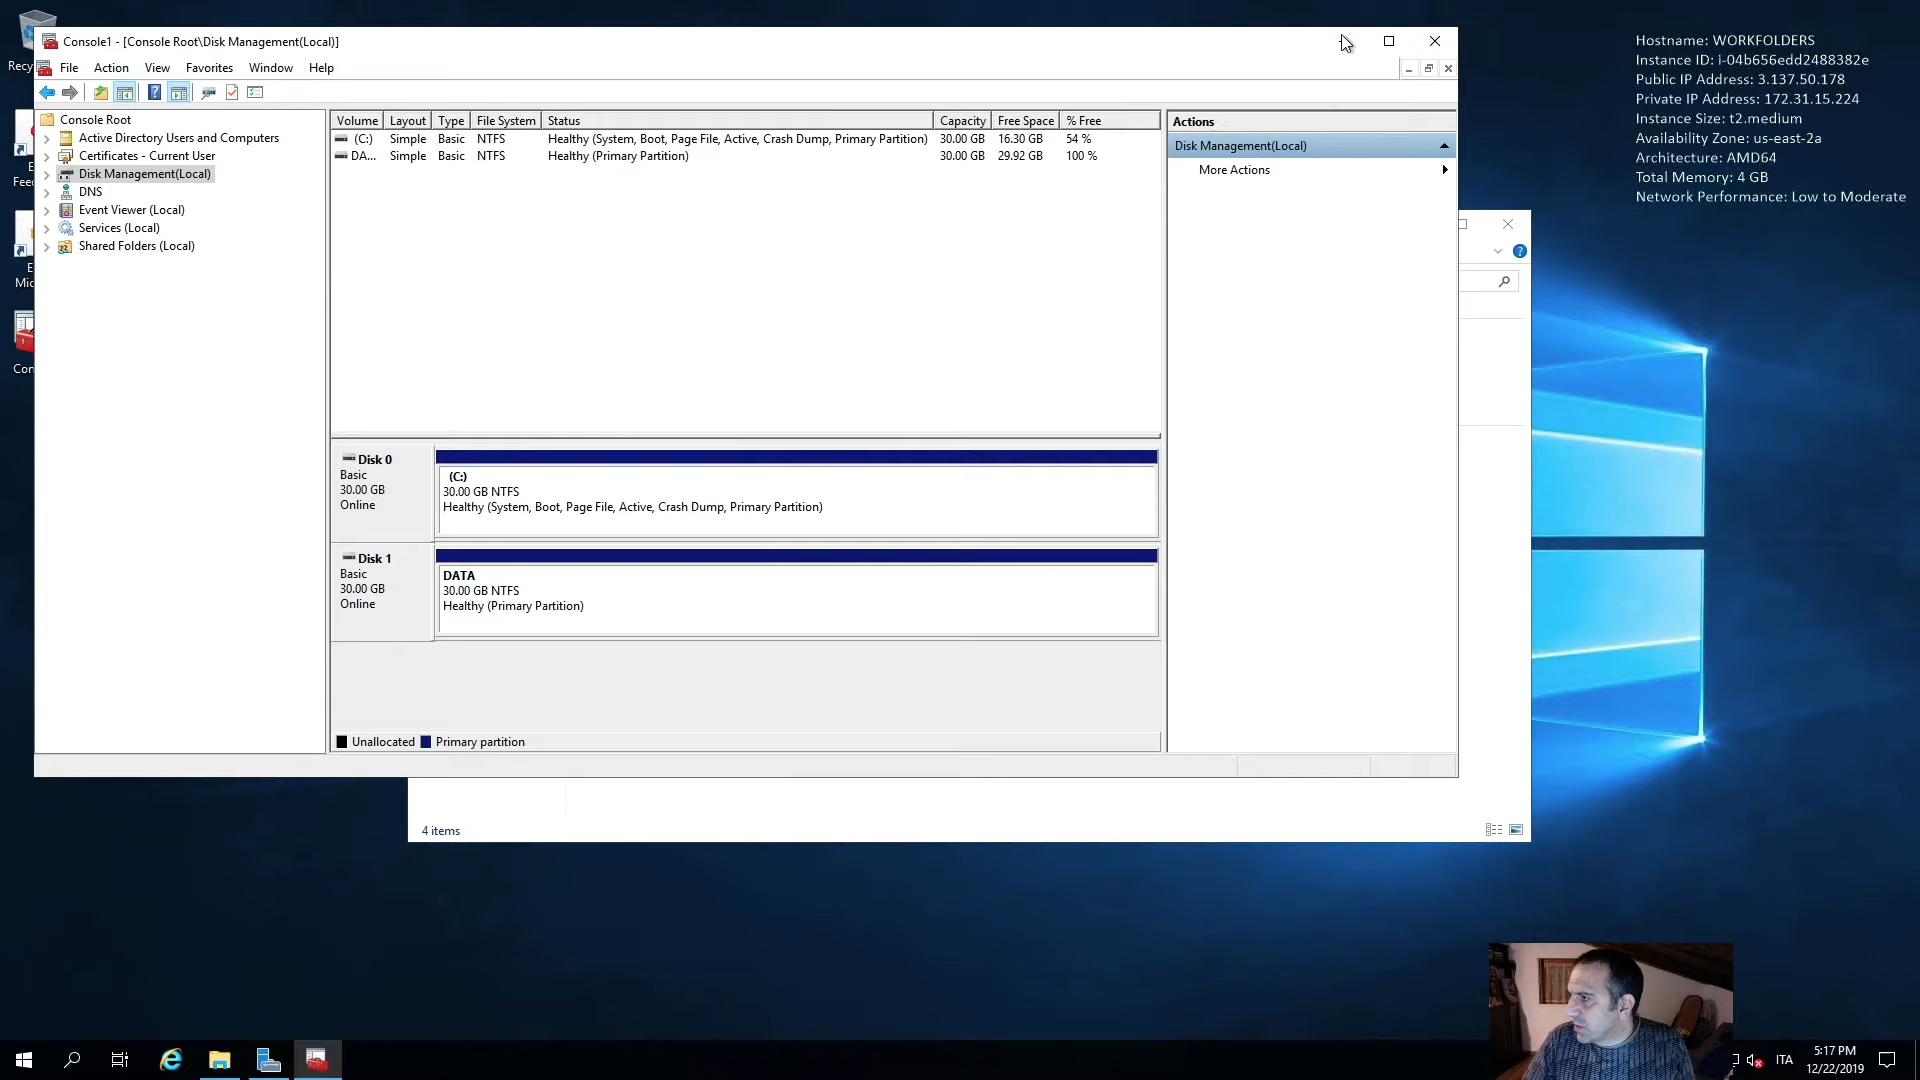 Hostname: WORKFOLDERS
Instance ID: i-04b656edd2488382e
Public IP Address: 3.137.50.178
Private IP Address: 172.31.15.224
Instance Size: t2.medium
Availability Zone: us-east-2a
Architecture: AMD64
Total Memory: 4 GB
Network Performance: Low to Moderate
Console1 - [Console Root\Disk Management(Local)]
File Action View Favorites Window Help
Console Root
Active Directory Users and Computers
Certificates - Current User
Disk Management(Local)
DNS
Event Viewer (Local)
Services (Local)
Shared Folders (Local)
Volume Layout Type File System Status Capacity Free Space % Free
(C:) Simple Basic NTFS Healthy (System, Boot, Page File, Active, Crash Dump, Primary Partition) 30.00 GB 16.30 GB 54 %
DA... Simple Basic NTFS Healthy (Primary Partition) 30.00 GB 29.92 GB 100 %
Disk 0
Basic
30.00 GB
Online
(C:)
30.00 GB NTFS
Healthy (System, Boot, Page File, Active, Crash Dump, Primary Partition)
Disk 1
Basic
30.00 GB
Online
DATA
30.00 GB NTFS
Healthy (Primary Partition)
Unallocated Primary partition
Actions
Disk Management(Local)
More Actions
4 items
Recy
Feec
E
Mic
Con
ITA
5:17 PM
12/22/2019